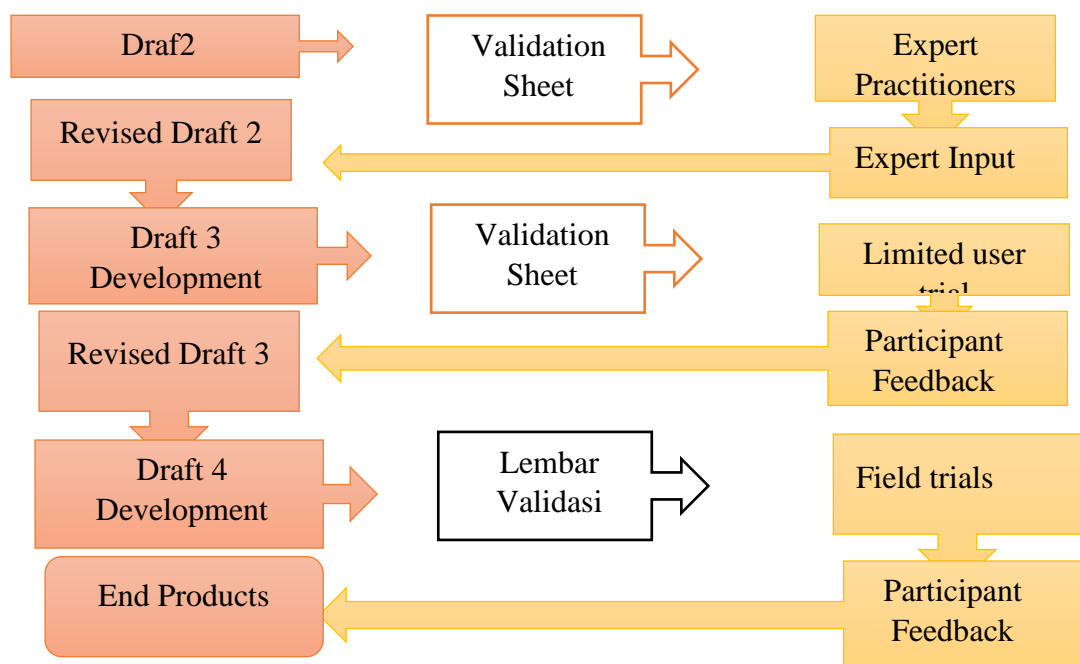 Draf2
Validation
Sheet
Expert
Practitioners
Revised Draft 2
Expert Input
Draft 3
Development
Validation
Sheet
Limited user
trial
Revised Draft 3
Participant
Feedback
Draft 4
Development
Lembar
Validasi
Field trials
End Products
Participant
Feedback